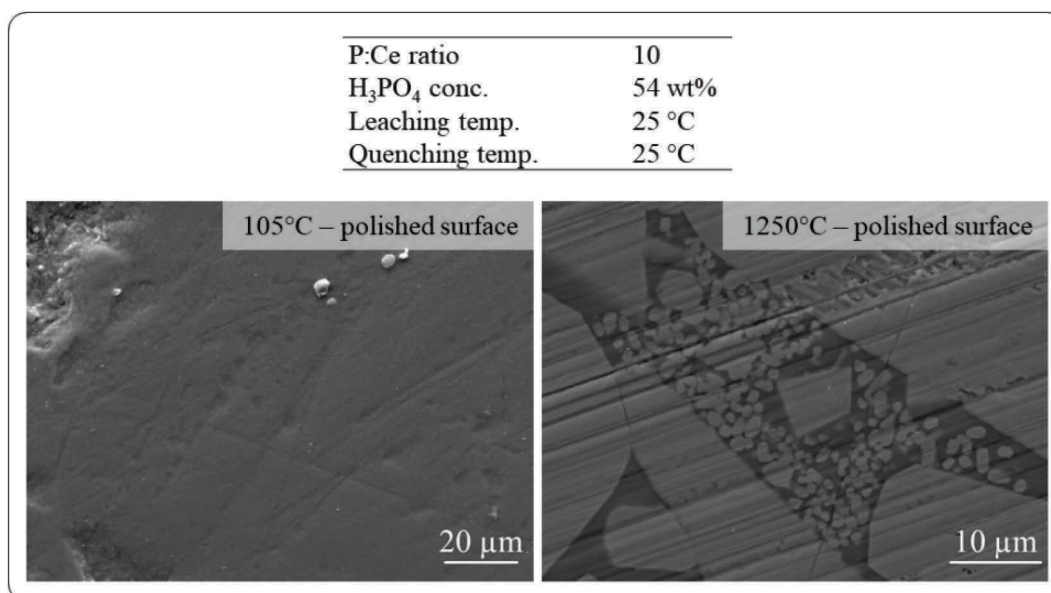 P:Ce ratio 10
H₃PO₄ conc. 54 wt%
Leaching temp. 25 °C
Quenching temp. 25 °C
105°C – polished surface
1250°C – polished surface
20 µm
10 µm